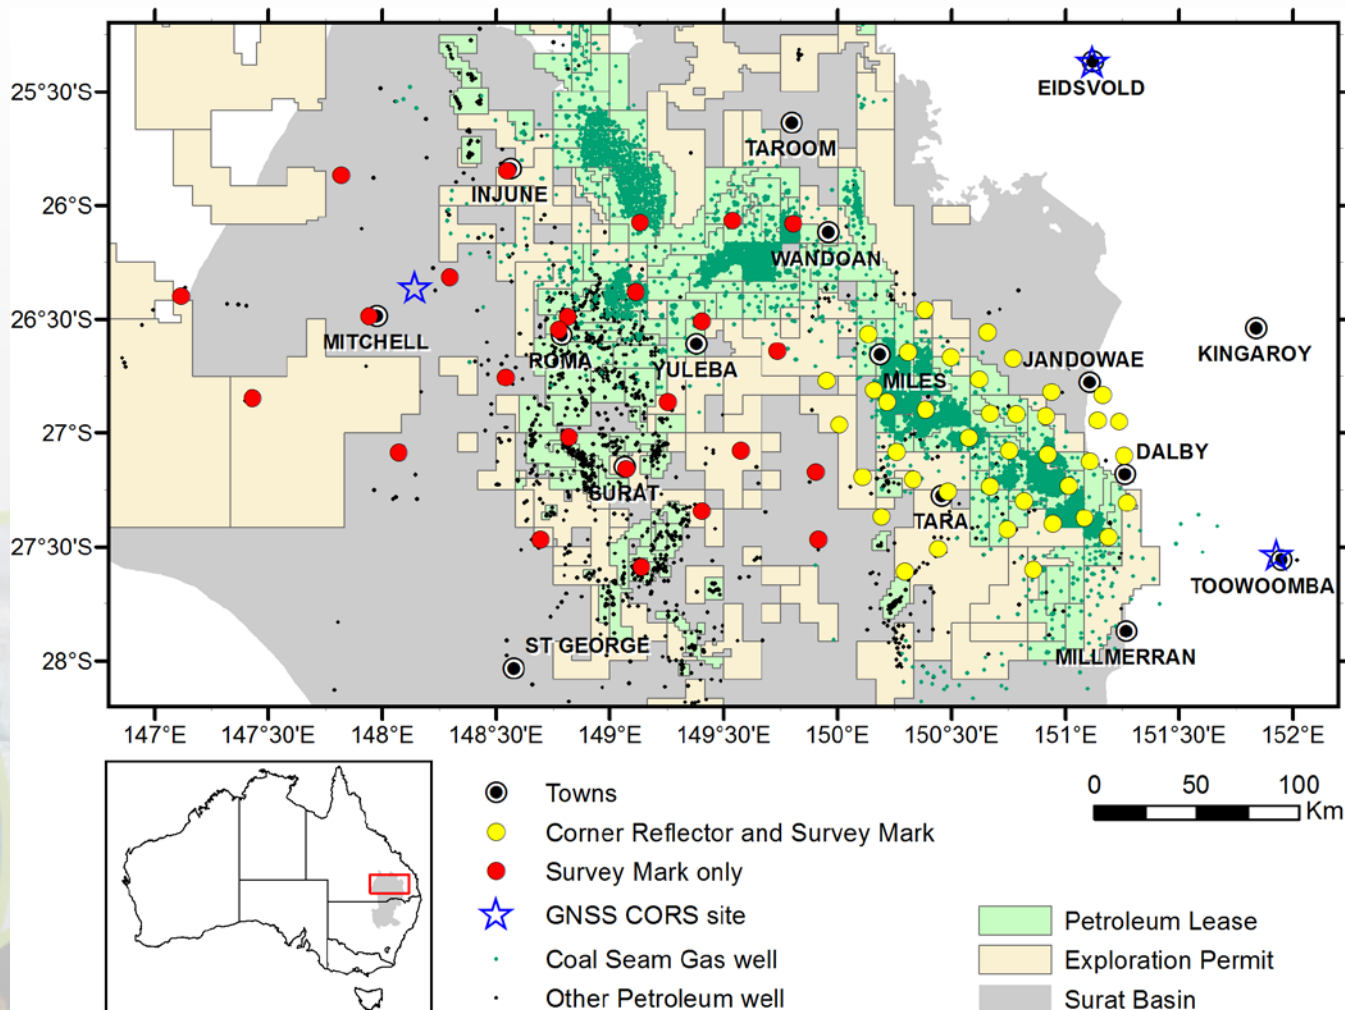 EIDSVOLD
25°30'S
TAROOM
INJUNE
26°S
WANDOAN
26°30'S
MITCHELL
ROMA
YULEBA
MILES
JANDOWAE
KINGAROY
27°S
DALBY
SURAT
TARA
27°30'S
TOOWOOMBA
ST GEORGE
MILLMERRAN
28°S
147°E 147°30'E 148°E 148°30'E 149°E 149°30'E 150°E 150°30'E 151°E 151°30'E 152°E
0 50 100
Km
Towns
Corner Reflector and Survey Mark
Survey Mark only
GNSS CORS site
Coal Seam Gas well
Other Petroleum well
Petroleum Lease
Exploration Permit
Surat Basin